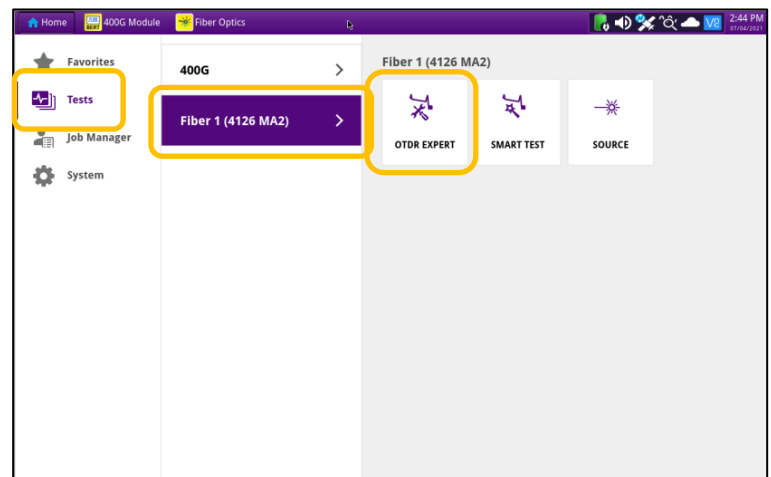 Home 400G Module Fiber Optics V2 2:44 PM
07/04/2021
Favorites
Tests
Job Manager
System
400G
Fiber 1 (4126 MA2)
Fiber 1 (4126 MA2)
OTDR EXPERT SMART TEST SOURCE